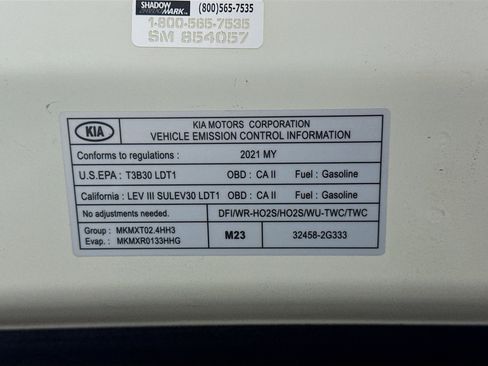 SHADOW MARK (800)565-7535
1-800-565-7535
SM 854057
KIA KIA MOTORS CORPORATION
VEHICLE EMISSION CONTROL INFORMATION
Conforms to regulations : 2021 MY
U.S.EPA : T3B30 LDT1 OBD : CA II Fuel : Gasoline
California : LEV III SULEV30 LDT1 OBD : CA II Fuel : Gasoline
No adjustments needed. DFI/WR-HO2S/HO2S/WU-TWC/TWC
Group : MKMXT02.4HH3
Evap. : MKMXR0133HHG
M23 32458-2G333